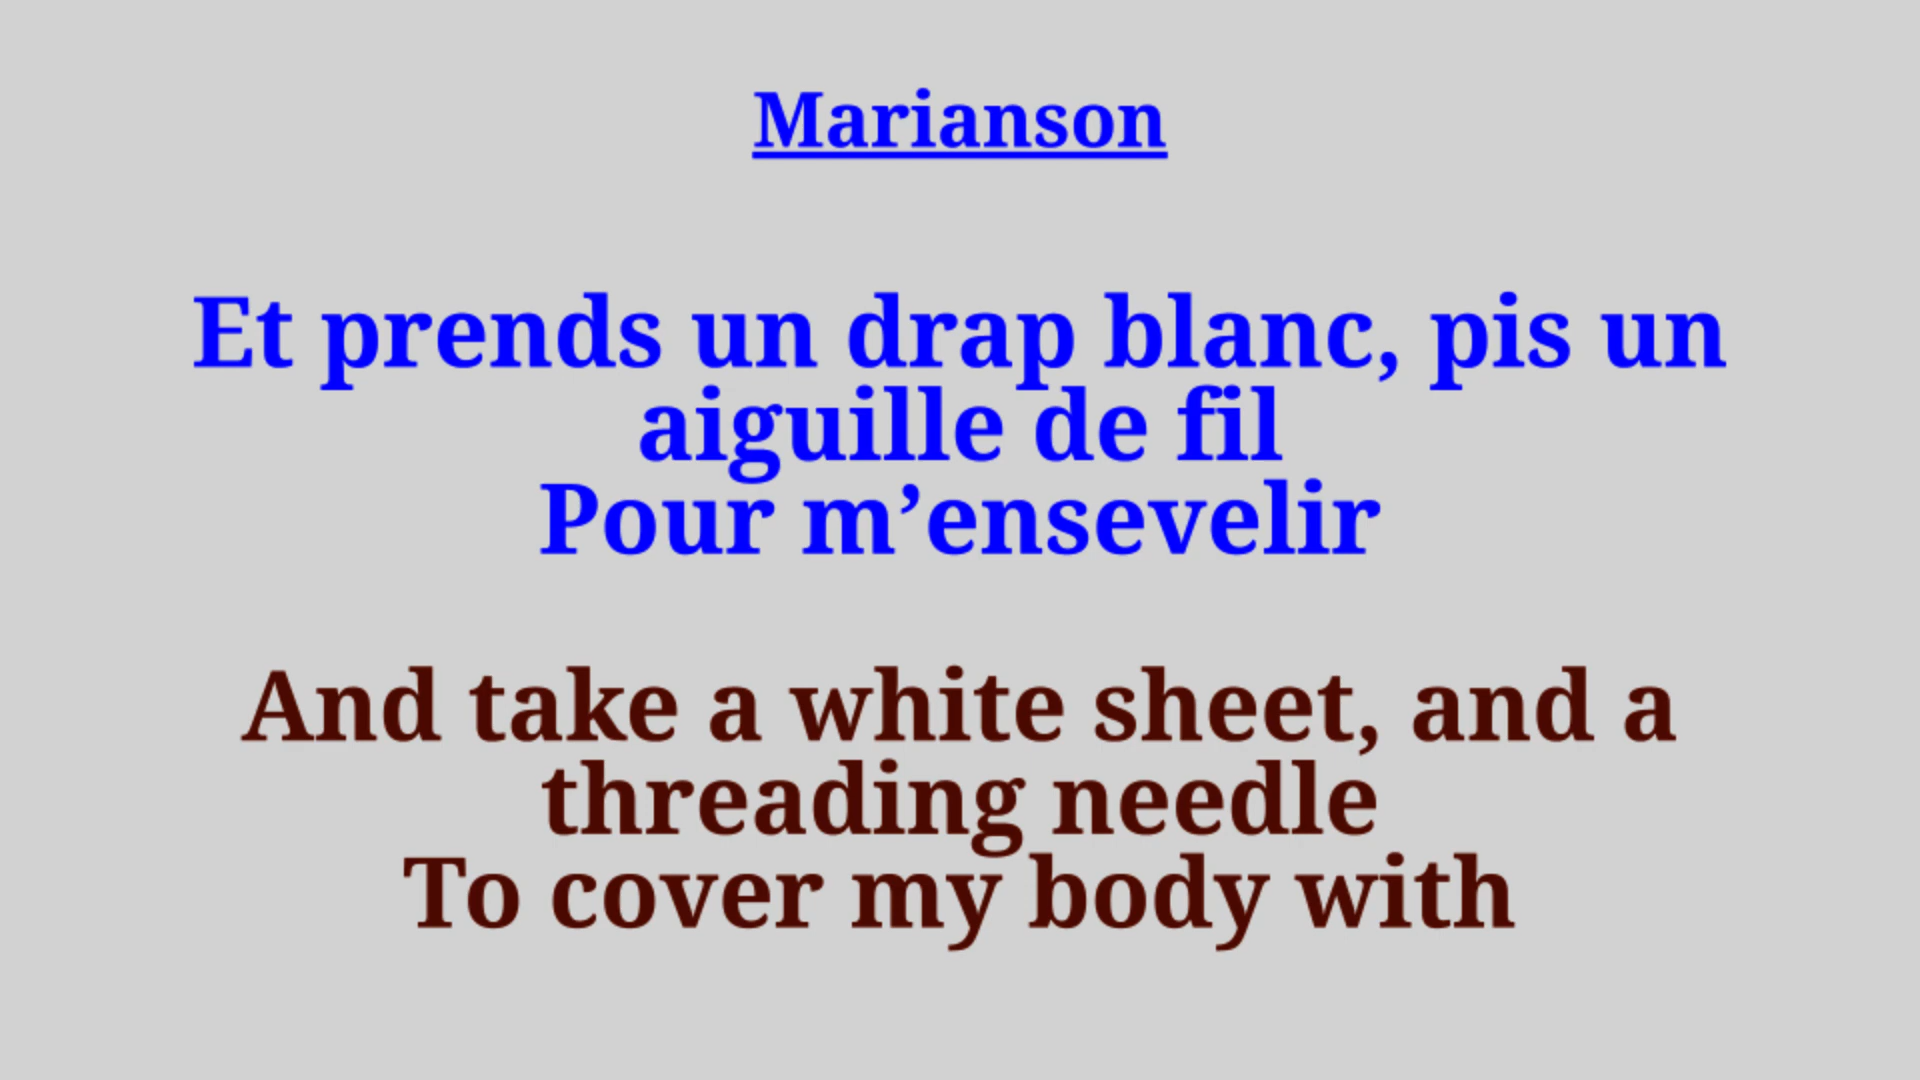 Marianson
Et prends un drap blanc, pis un
aiguille de fil
Pour m’ensevelir
And take a white sheet, and a
threading needle
To cover my body with